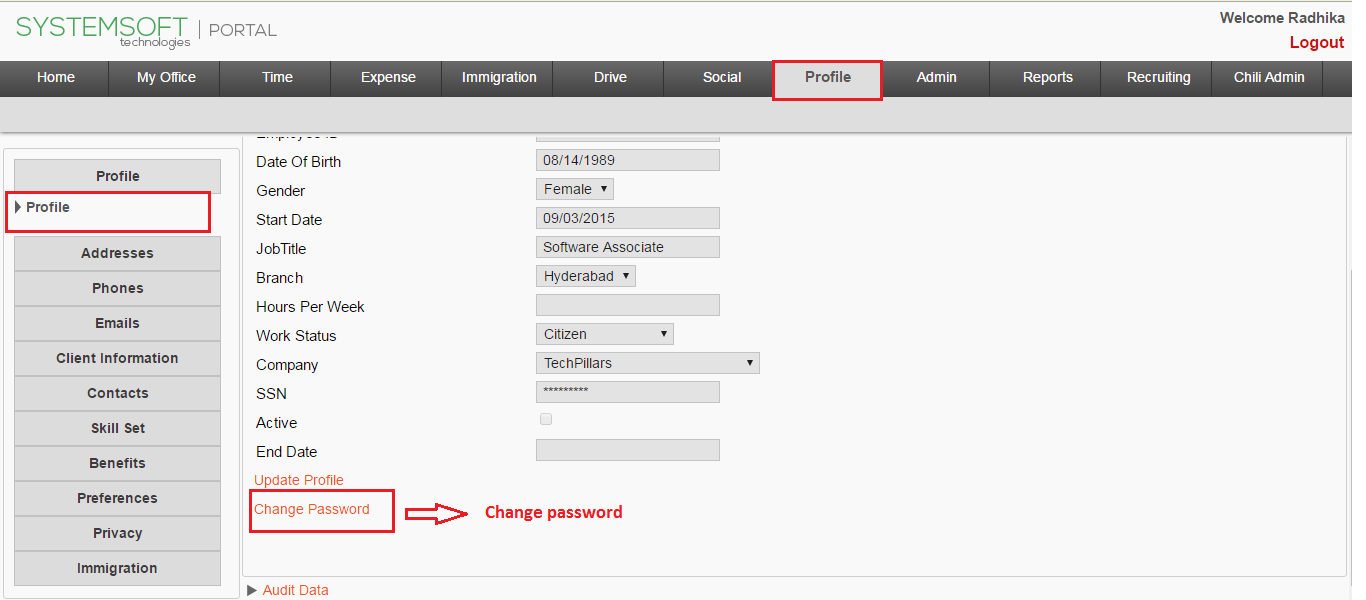 SYSTEMSOFT
technologies
PORTAL
Welcome Radhika
Logout
Home My Office Time Expense Immigration Drive Social Profile Admin Reports Recruiting Chili Admin
Profile
Profile
Addresses
Phones
Emails
Client Information
Contacts
Skill Set
Benefits
Preferences
Privacy
Immigration
Date Of Birth 08/14/1989
Gender Female
Start Date 09/03/2015
JobTitle Software Associate
Branch Hyderabad
Hours Per Week
Work Status Citizen
Company TechPillars
SSN *********
Active
End Date
Update Profile
Change Password Change password
Audit Data